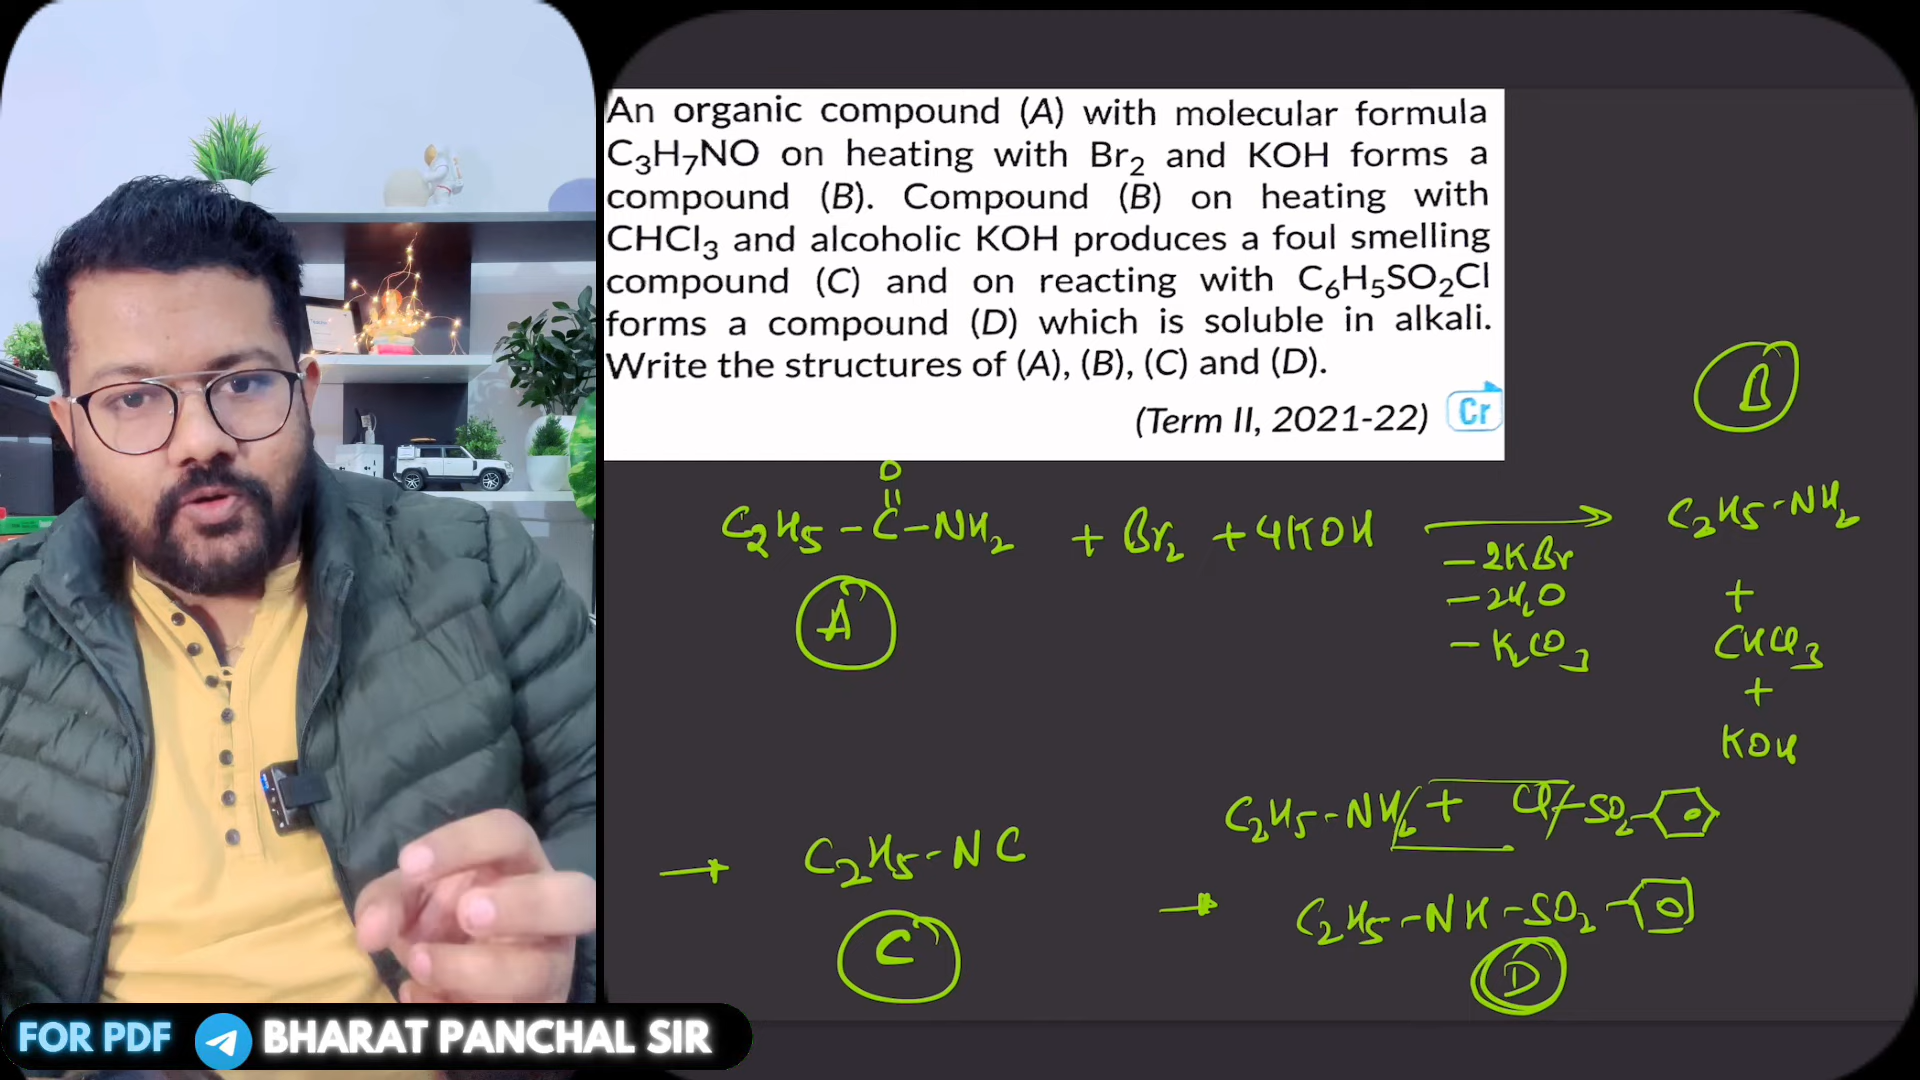 An organic compound (A) with molecular formula
C₃H₇NO on heating with Br₂ and KOH forms a
compound (B). Compound (B) on heating with
CHCl₃ and alcoholic KOH produces a foul smelling
compound (C) and on reacting with C₆H₅SO₂Cl
forms a compound (D) which is soluble in alkali.
Write the structures of (A), (B), (C) and (D).
(Term II, 2021-22) Cr
B
O
||
C₂H₅ – C – NH₂ + Br₂ + 4KOH
A
– 2KBr
– 2H₂O
– K₂CO₃
C₂H₅ - NH₂
+
CHCl₃
+
KOH
C₂H₅ - NC
C
C₂H₅ - NH₂ + Cl – SO₂ –
C₂H₅ – NH – SO₂ –
D
FOR PDF BHARAT PANCHAL SIR